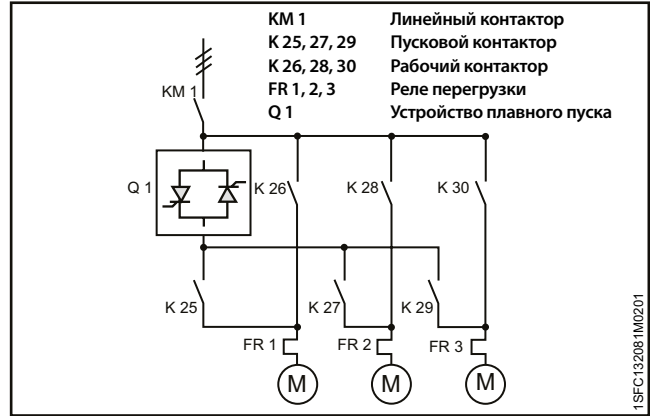 KM 1 Линейный контактор
K 25, 27, 29 Пусковой контактор
K 26, 28, 30 Рабочий контактор
FR 1, 2, 3 Реле перегрузки
Q 1 Устройство плавного пуска
KM 1
Q 1
K 26
K 28
K 30
K 25
K 27
K 29
FR 1
FR 2
FR 3
M
M
M
1SFC132081M0201